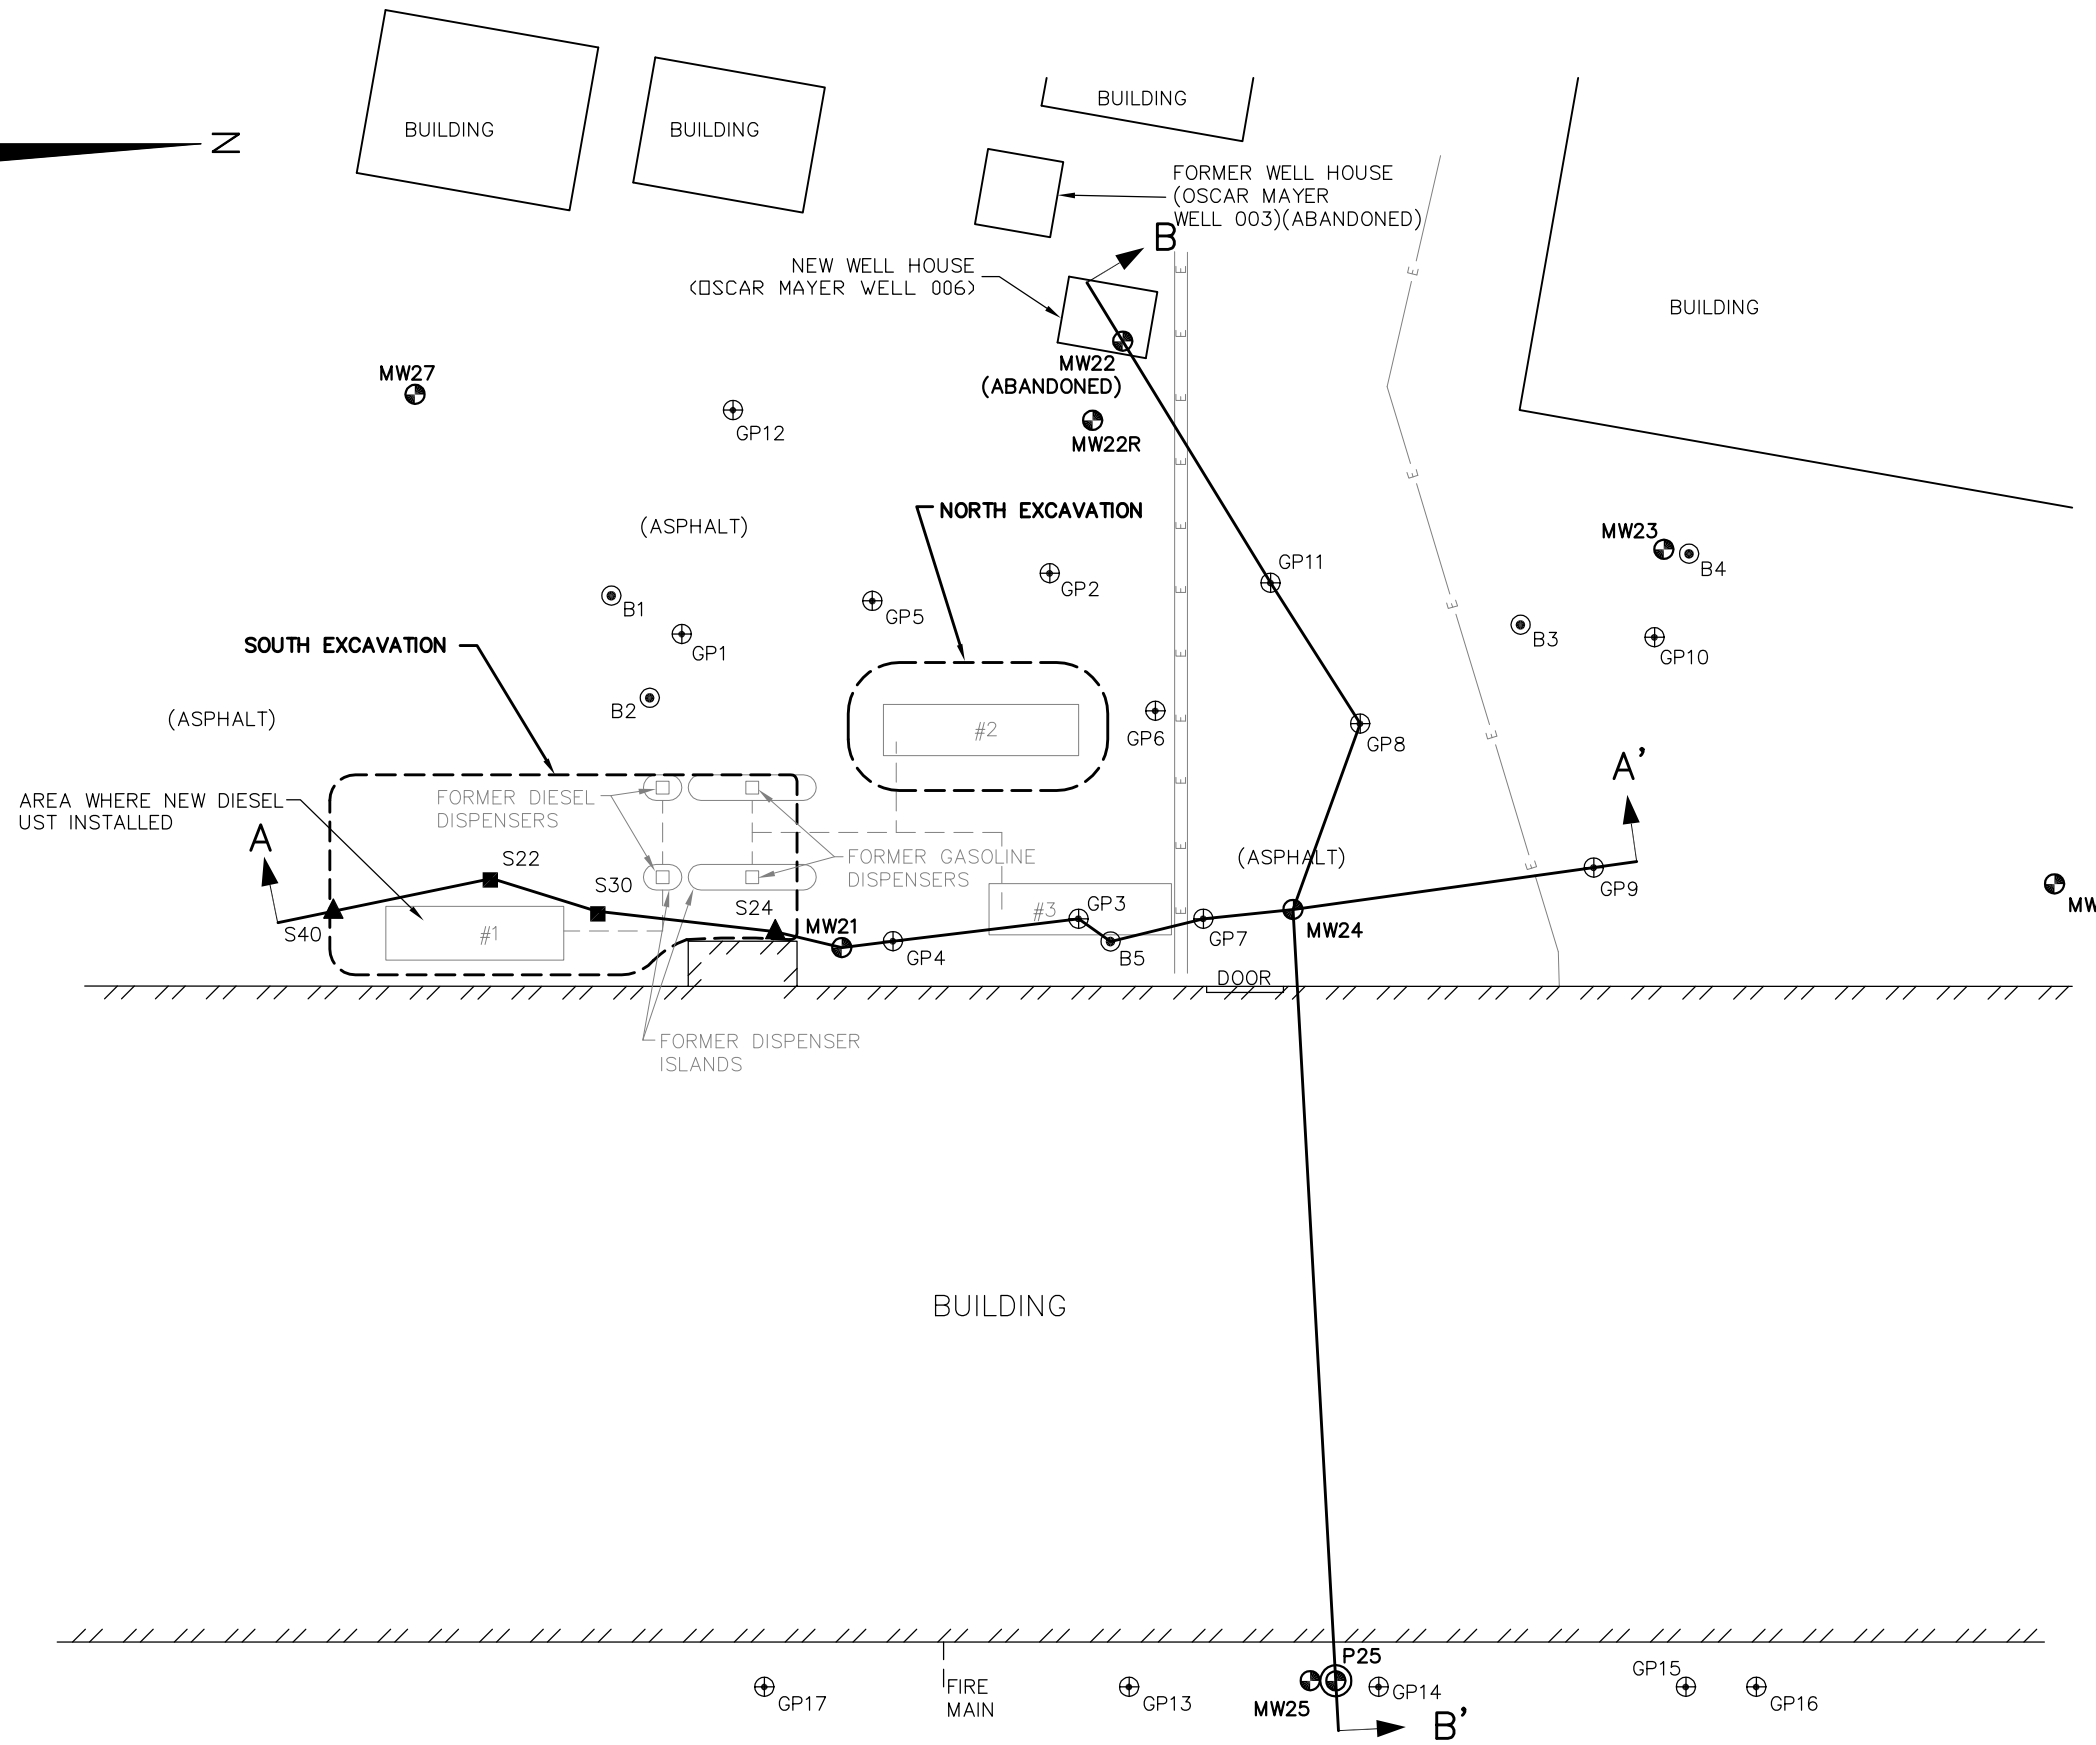 BUILDING
BUILDING
BUILDING
N
FORMER WELL HOUSE
(OSCAR MAYER
WELL 003)(ABANDONED)
B
NEW WELL HOUSE
(OSCAR MAYER WELL 006)
E
E
BUILDING
E
MW22
(ABANDONED)
MW27
E
GP12
MW22R
E
E
NORTH EXCAVATION
(ASPHALT)
E
MW23
B4
GP11
GP2
E
E
B1
GP5
B3
GP10
GP1
SOUTH EXCAVATION
E
B2
(ASPHALT)
E
#2
GP6
GP8
E
A'
E
AREA WHERE NEW DIESEL
UST INSTALLED
FORMER DIESEL
DISPENSERS
A
E
S22
FORMER GASOLINE
DISPENSERS
(ASPHALT)
E
S30
GP9
MW
S24
GP3
#3
E
S40
#1
MW21
GP4
B5
GP7
MW24
DOOR
FORMER DISPENSER
ISLANDS
BUILDING
P25
GP17
FIRE
MAIN
GP13
MW25
GP14
GP15
GP16
B'